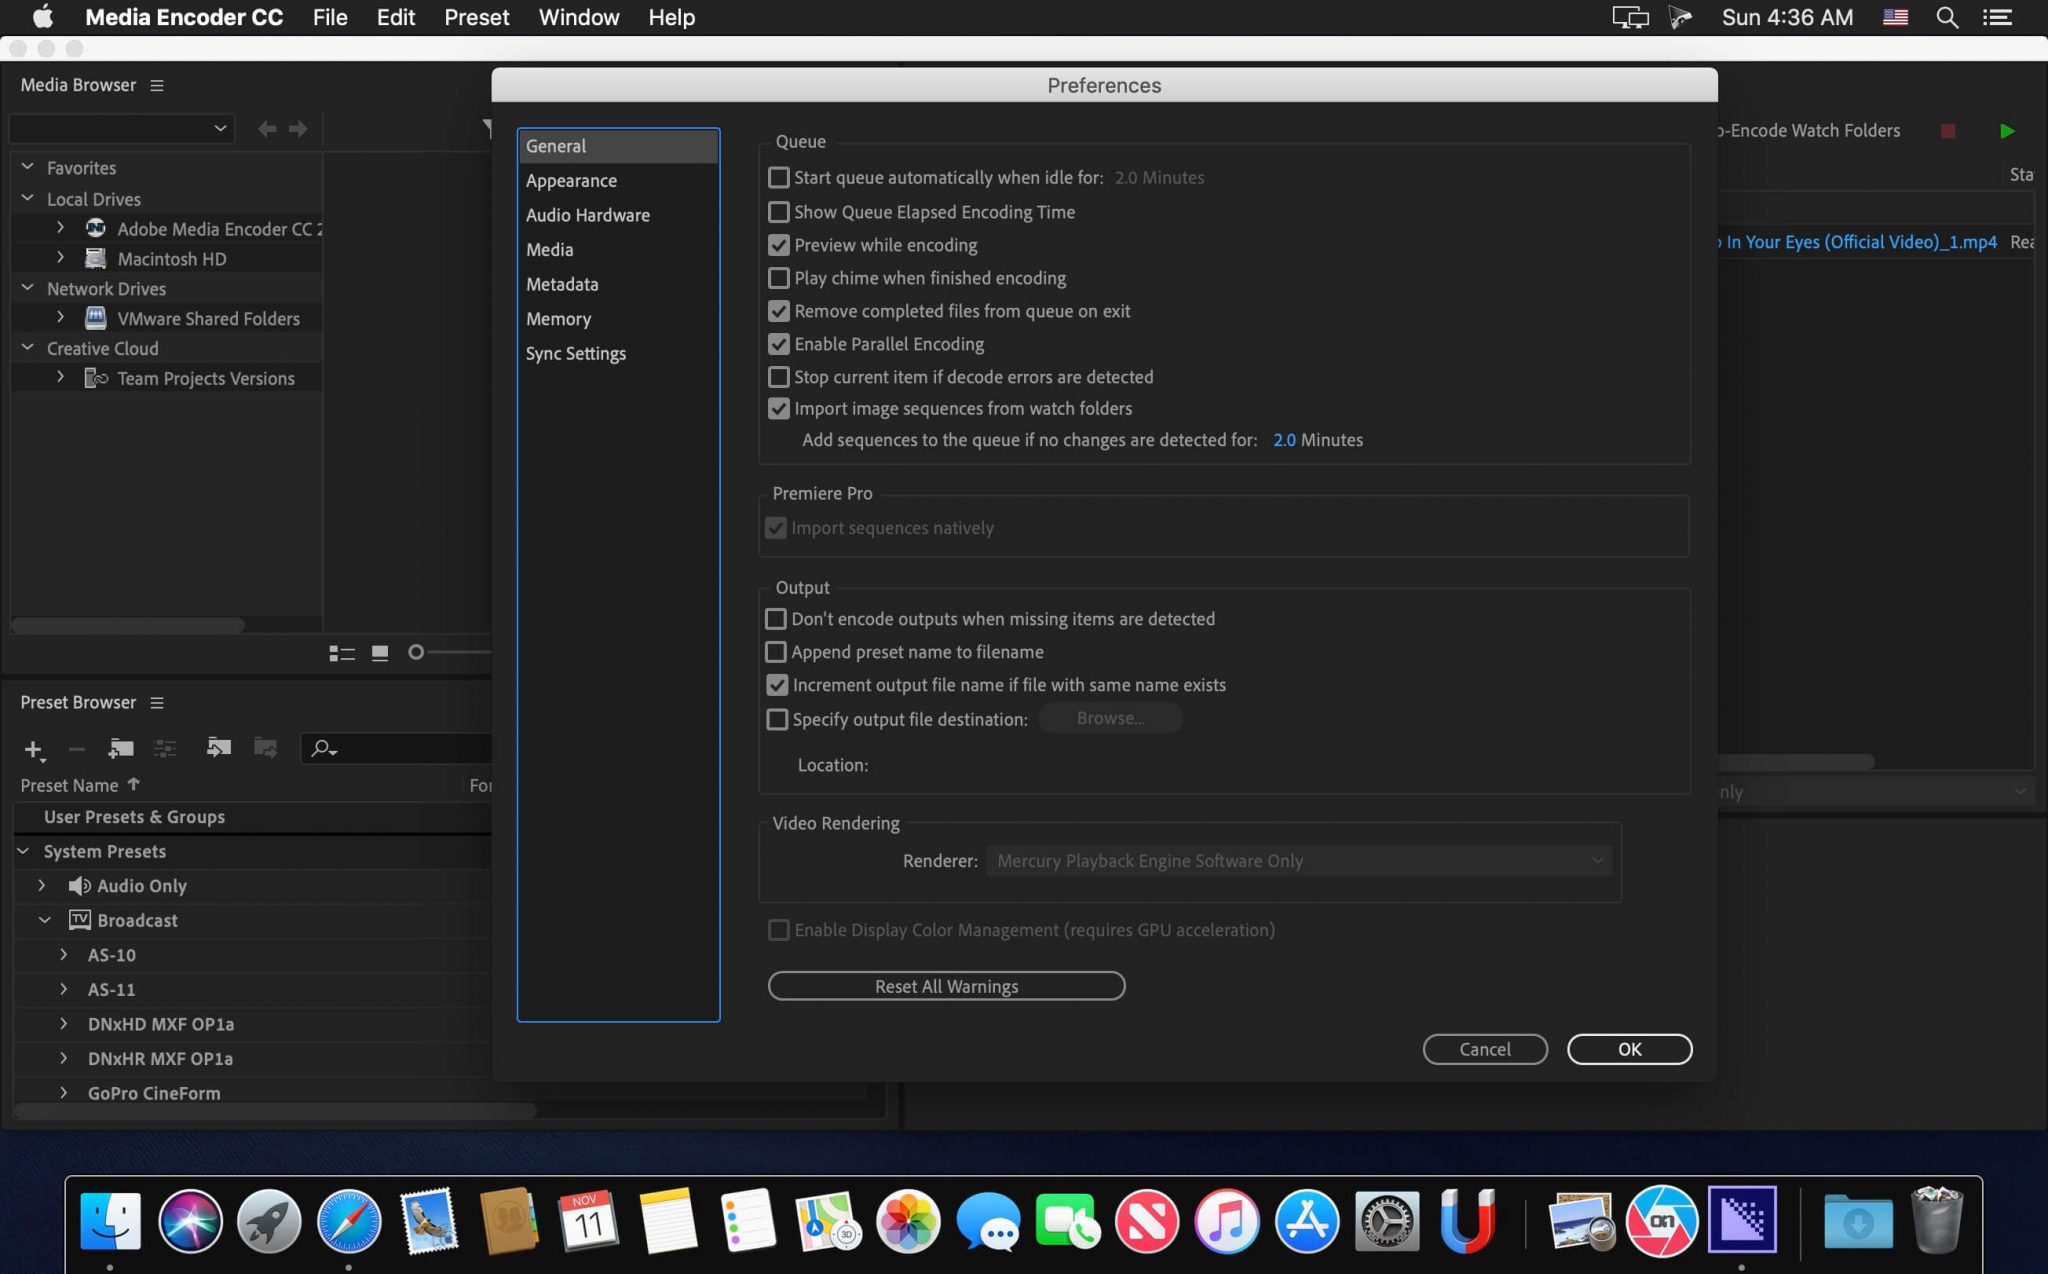 Media Encoder CC File Edit Preset Window Help Sun 4:36 AM
Media Browser
Favorites
Local Drives
Adobe Media Encoder CC 2
Macintosh HD
Network Drives
VMware Shared Folders
Creative Cloud
Team Projects Versions
Preset Browser
Preset Name
For
User Presets & Groups
System Presets
Audio Only
TV Broadcast
AS-10
AS-11
DNxHD MXF OP1a
DNxHR MXF OP1a
GoPro CineForm
Preferences
General
Appearance
Audio Hardware
Media
Metadata
Memory
Sync Settings
Queue
Start queue automatically when idle for: 2.0 Minutes
Show Queue Elapsed Encoding Time
Preview while encoding
Play chime when finished encoding
Remove completed files from queue on exit
Enable Parallel Encoding
Stop current item if decode errors are detected
Import image sequences from watch folders
Add sequences to the queue if no changes are detected for: 2.0 Minutes
Premiere Pro
Import sequences natively
Output
Don't encode outputs when missing items are detected
Append preset name to filename
Increment output file name if file with same name exists
Specify output file destination: Browse...
Location:
Video Rendering
Renderer: Mercury Playback Engine Software Only
Enable Display Color Management (requires GPU acceleration)
Reset All Warnings
Cancel OK
o-Encode Watch Folders
Sta
In Your Eyes (Official Video)_1.mp4 Rea
nly
NOV
11
3D
ON